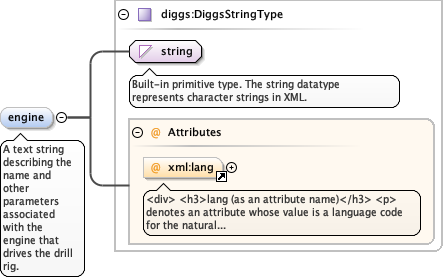 diggs:DiggsStringType
string
Built-in primitive type. The string datatype
represents character strings in XML.
engine
A text string
describing the
name and
other
parameters
associated
with the
engine that
drives the drill
rig.
@ Attributes
@ xml:lang
<div> <h3>lang (as an attribute name)</h3> <p>
denotes an attribute whose value is a language code
for the natural...